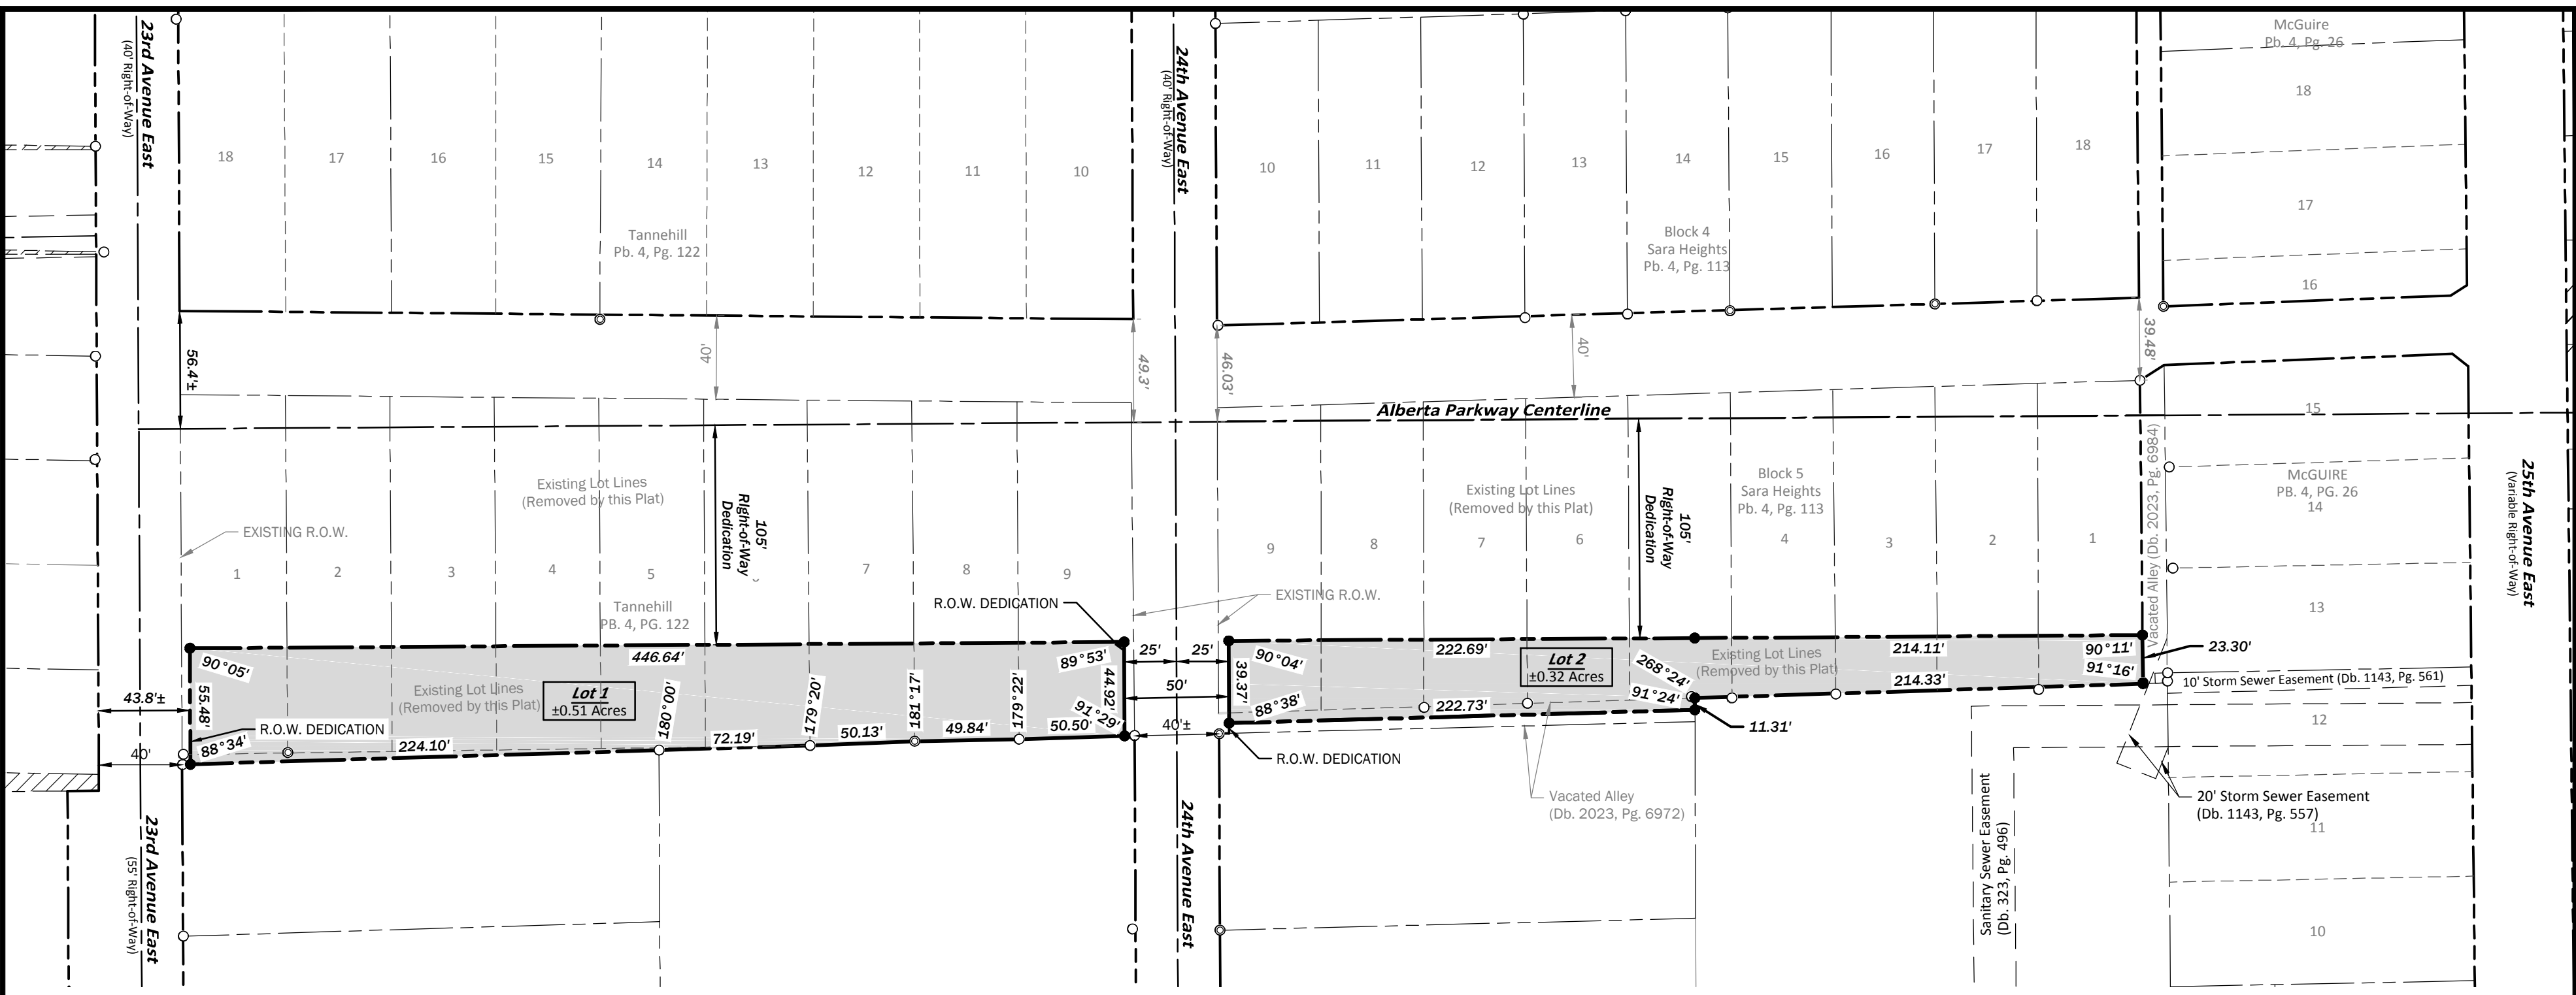 23rd Avenue East
(40' Right-of-Way)
24th Avenue East
(40' Right-of-Way)
McGuire
Pb. 4, Pg. 26
18
17
16
15
14
13
12
11
10
10
11
12
13
14
15
16
17
18
18
17
16
Tannehill
Pb. 4, Pg. 122
Block 4
Sara Heights
Pb. 4, Pg. 113
56.4'±
40'
49.3'
46.03'
40'
39.48'
Alberta Parkway Centerline
15
Existing Lot Lines
(Removed by this Plat)
105'
Right-of-Way
Dedication
Existing Lot Lines
(Removed by this Plat)
105'
Right-of-Way
Dedication
Block 5
Sara Heights
Pb. 4, Pg. 113
Vacated Alley (Db. 2023, Pg. 6984)
McGUIRE
PB. 4, PG. 26
14
25th Avenue East
(Variable Right-of-Way)
EXISTING R.O.W.
1
2
3
4
5
7
8
9
9
8
7
6
4
3
2
1
13
Tannehill
PB. 4, PG. 122
R.O.W. DEDICATION
EXISTING R.O.W.
90°05'
446.64'
89°53'
25'
25'
90°04'
222.69'
Lot 2
±0.32 Acres
268°24'
Existing Lot Lines
(Removed by this Plat)
214.11'
90°11'
23.30'
43.8'±
55.48'
Existing Lot Lines
(Removed by this Plat)
Lot 1
±0.51 Acres
180°00'
179°20'
181°17'
179°22'
44.92'
91°29'
50'
39.37'
88°38'
222.73'
91°24'
214.33'
91°16'
10' Storm Sewer Easement (Db. 1143, Pg. 561)
R.O.W. DEDICATION
40'
88°34'
224.10'
72.19'
50.13'
49.84'
50.50'
40'±
11.31'
12
R.O.W. DEDICATION
Vacated Alley
(Db. 2023, Pg. 6972)
20' Storm Sewer Easement
(Db. 1143, Pg. 557)
11
23rd Avenue East
(55' Right-of-Way)
24th Avenue East
Sanitary Sewer Easement
(Db. 323, Pg. 496)
10